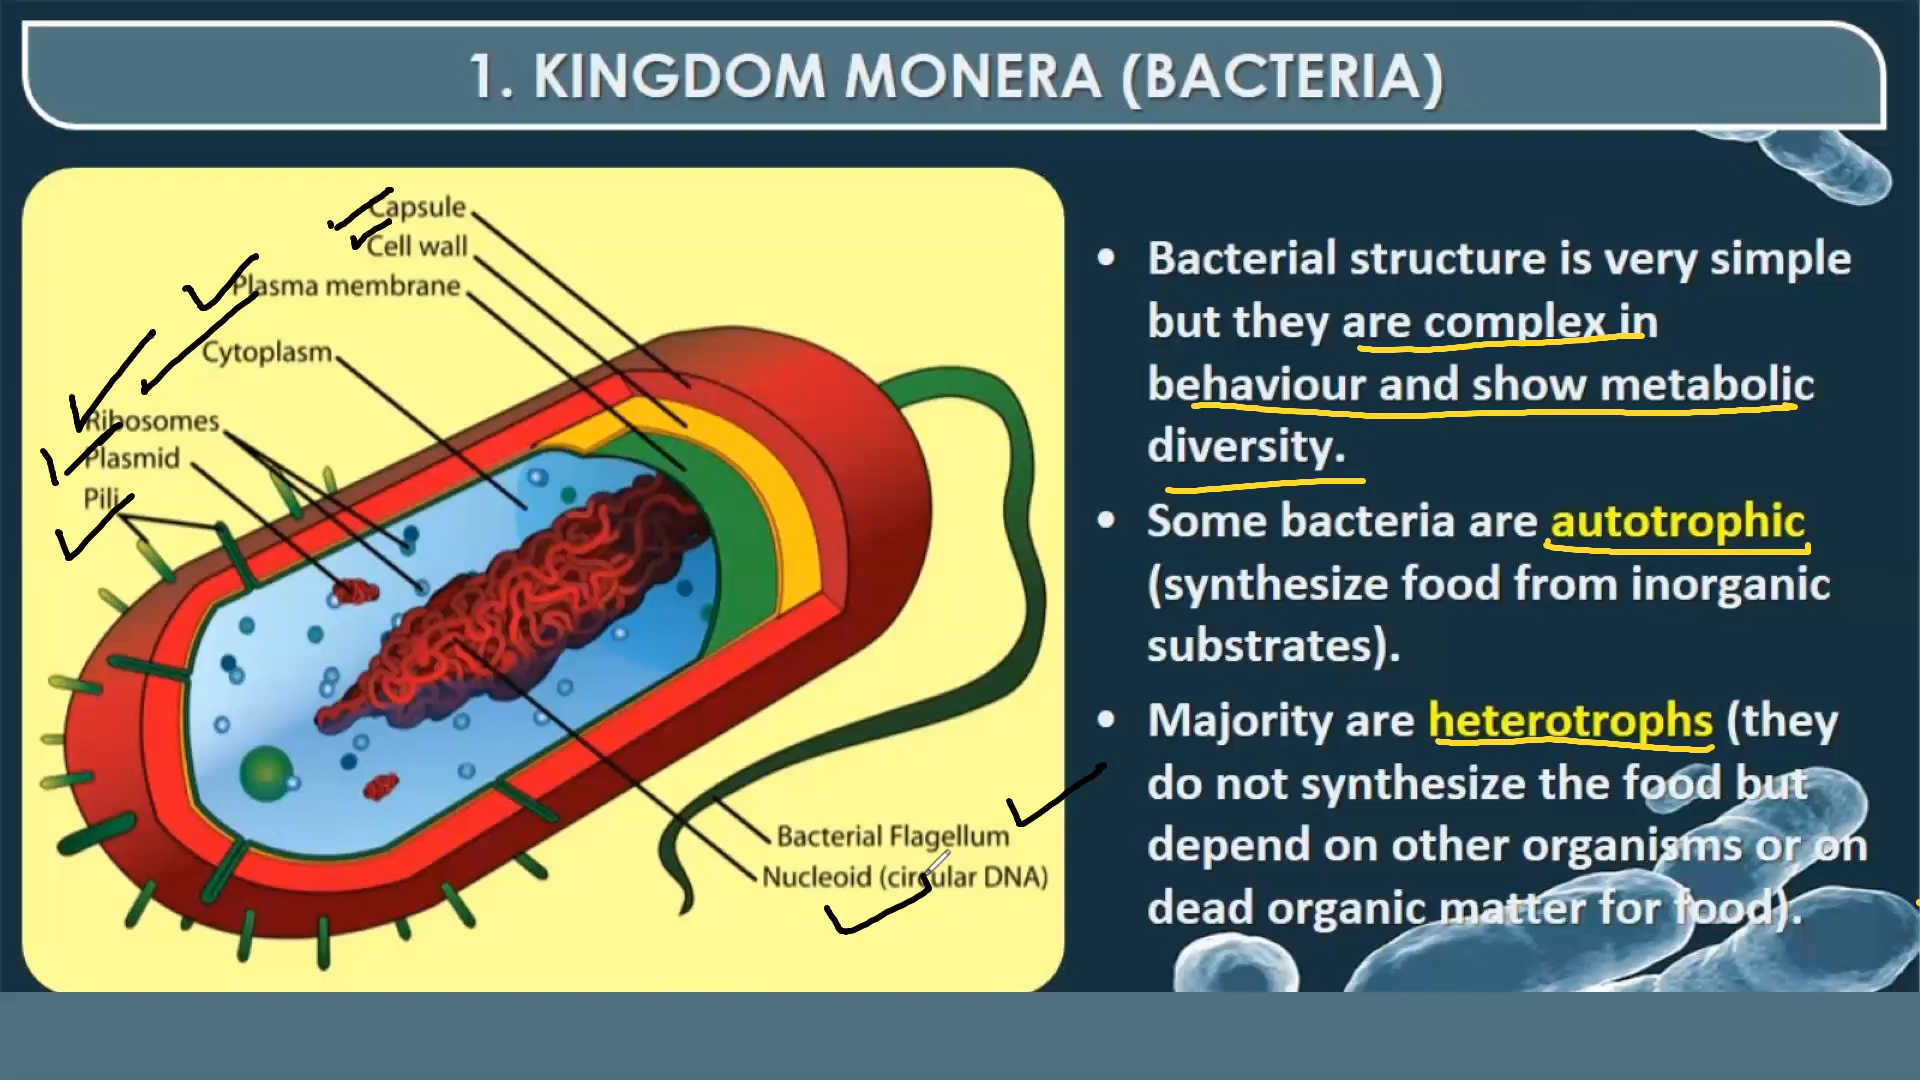 1. KINGDOM MONERA (BACTERIA)
Capsule
Cell wall
Plasma membrane
Cytoplasm
Ribosomes
Plasmid
Pili
Bacterial Flagellum
Nucleoid (circular DNA)
• Bacterial structure is very simple
but they are complex in
behaviour and show metabolic
diversity.
• Some bacteria are autotrophic
(synthesize food from inorganic
substrates).
• Majority are heterotrophs (they
do not synthesize the food but
depend on other organisms or on
dead organic matter for food).